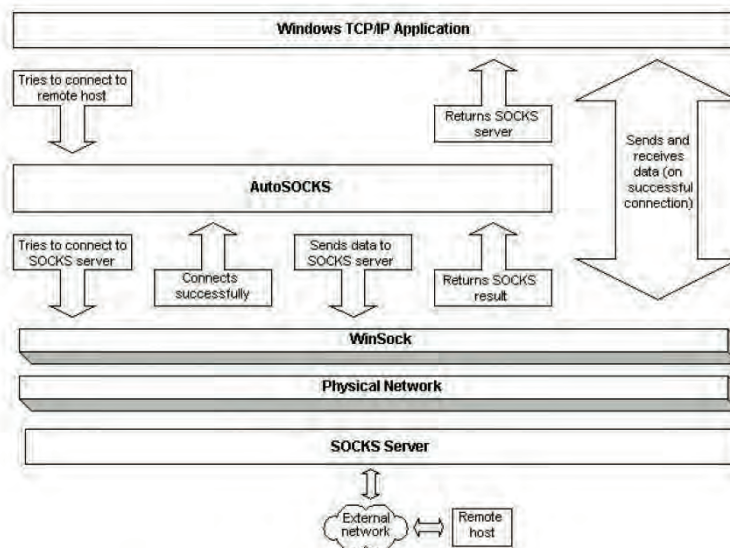 Windows TCP/IP Application
Tries to connect to
remote host
Returns SOCKS
server
Sends and
receives
data (on
successful
connection)
AutoSOCKS
Tries to connect to
SOCKS server
Connects
successfully
Sends data to
SOCKS server
Returns SOCKS
result
WinSock
Physical Network
SOCKS Server
External
network
Remote
host